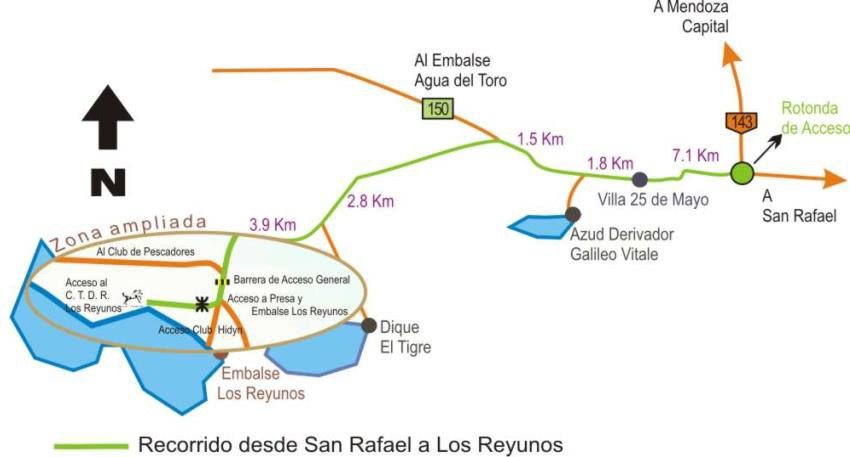 A Mendoza
Capital
Al Embalse
Agua del Toro
150
143
Rotonda
de Acceso
1.5 Km
1.8 Km
7.1 Km
Villa 25 de Mayo
A
San Rafael
N
2.8 Km
3.9 Km
Azud Derivador
Galileo Vitale
Zona ampliada
Al Club de Pescadores
Barrera de Acceso General
Acceso al
C. T. D. R.
Los Reyunos
Acceso a Presa y
Embalse Los Reyunos
Acceso Club Hidyn
Dique
El Tigre
Embalse
Los Reyunos
Recorrido desde San Rafael a Los Reyunos